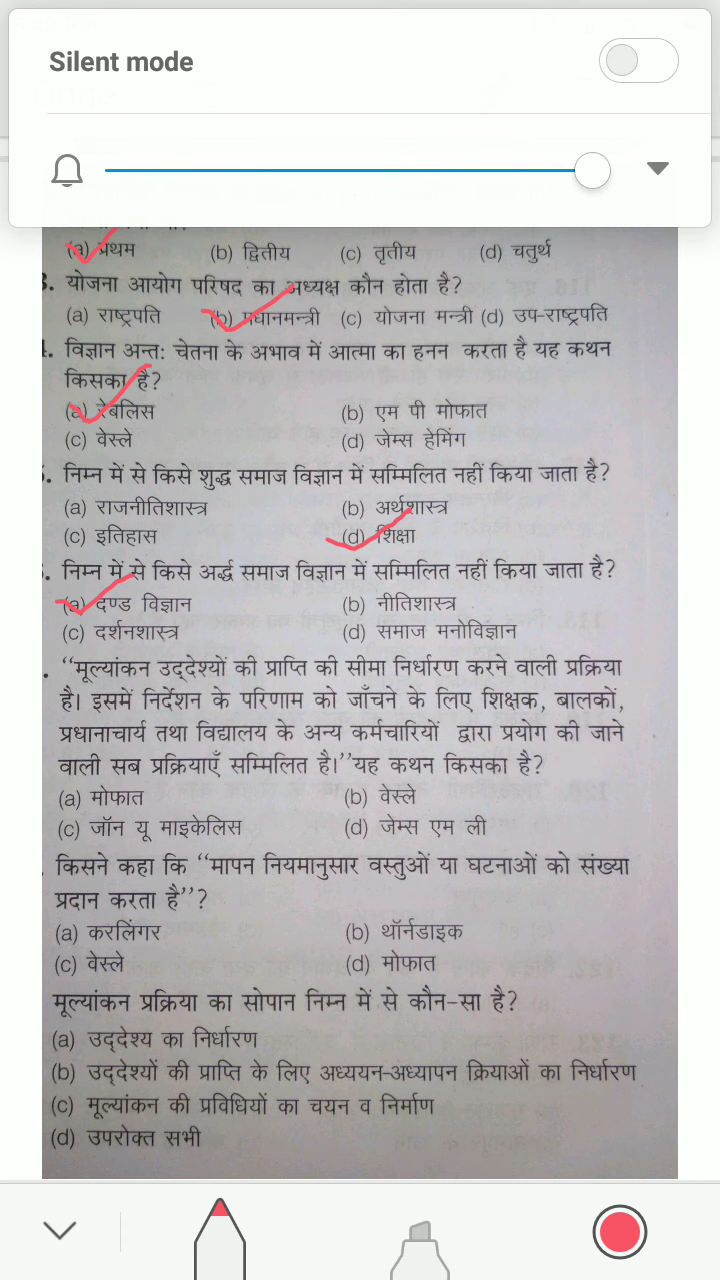 Silent mode
(a) प्रथम (b) द्वितीय (c) तृतीय (d) चतुर्थ
3. योजना आयोग परिषद का अध्यक्ष कौन होता है?
(a) राष्ट्रपति (b) प्रधानमन्त्री (c) योजना मन्त्री (d) उप-राष्ट्रपति
4. विज्ञान अन्त: चेतना के अभाव में आत्मा का हनन करता है यह कथन
किसका है?
(a) रेबलिस (b) एम पी मोफात
(c) वेस्ले (d) जेम्स हेमिंग
5. निम्न में से किसे शुद्ध समाज विज्ञान में सम्मिलित नहीं किया जाता है?
(a) राजनीतिशास्त्र (b) अर्थशास्त्र
(c) इतिहास (d) शिक्षा
. निम्न में से किसे अर्द्ध समाज विज्ञान में सम्मिलित नहीं किया जाता है?
(a) दण्ड विज्ञान (b) नीतिशास्त्र
(c) दर्शनशास्त्र (d) समाज मनोविज्ञान
. “मूल्यांकन उद्देश्यों की प्राप्ति की सीमा निर्धारण करने वाली प्रक्रिया
है। इसमें निर्देशन के परिणाम को जाँचने के लिए शिक्षक, बालकों,
प्रधानाचार्य तथा विद्यालय के अन्य कर्मचारियों द्वारा प्रयोग की जाने
वाली सब प्रक्रियाएँ सम्मिलित है।”यह कथन किसका है?
(a) मोफात (b) वेस्ले
(c) जॉन यू माइकेलिस (d) जेम्स एम ली
. किसने कहा कि “मापन नियमानुसार वस्तुओं या घटनाओं को संख्या
प्रदान करता है”?
(a) करलिंगर (b) थॉर्नडाइक
(c) वेस्ले (d) मोफात
मूल्यांकन प्रक्रिया का सोपान निम्न में से कौन-सा है?
(a) उद्देश्य का निर्धारण
(b) उद्देश्यों की प्राप्ति के लिए अध्ययन-अध्यापन क्रियाओं का निर्धारण
(c) मूल्यांकन की प्रविधियों का चयन व निर्माण
(d) उपरोक्त सभी